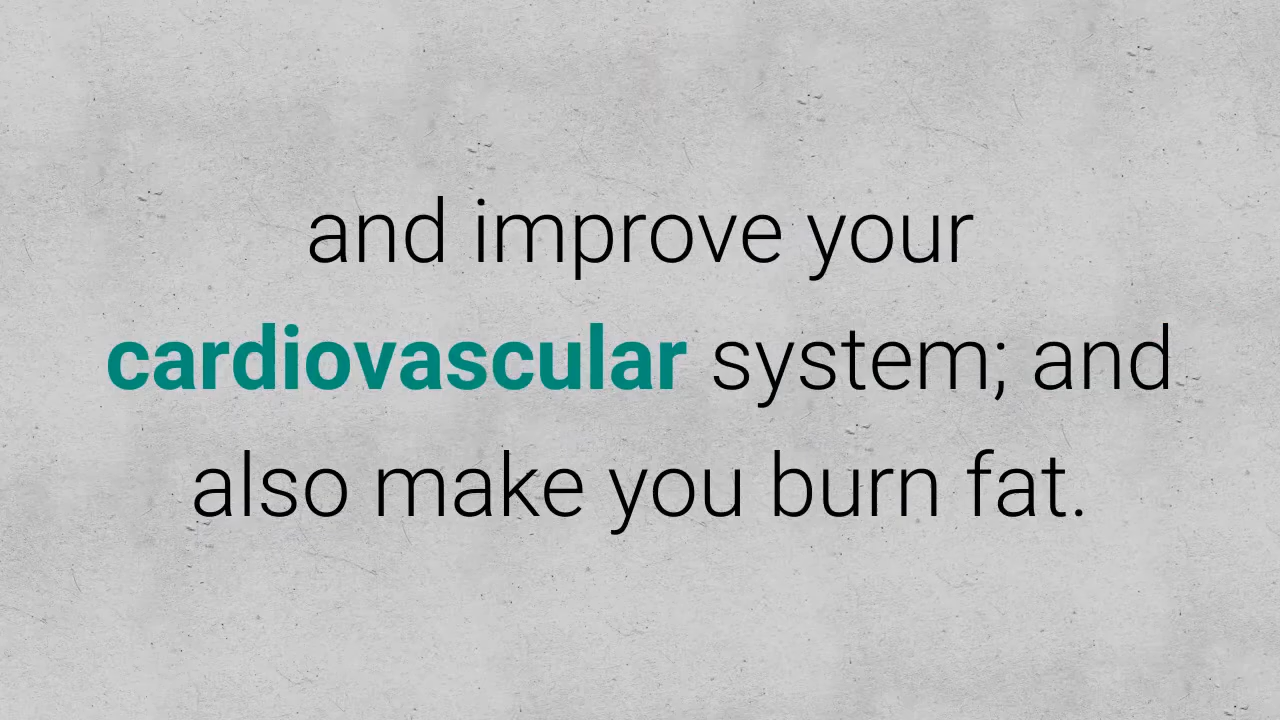 and improve your
cardiovascular system; and
also make you burn fat.